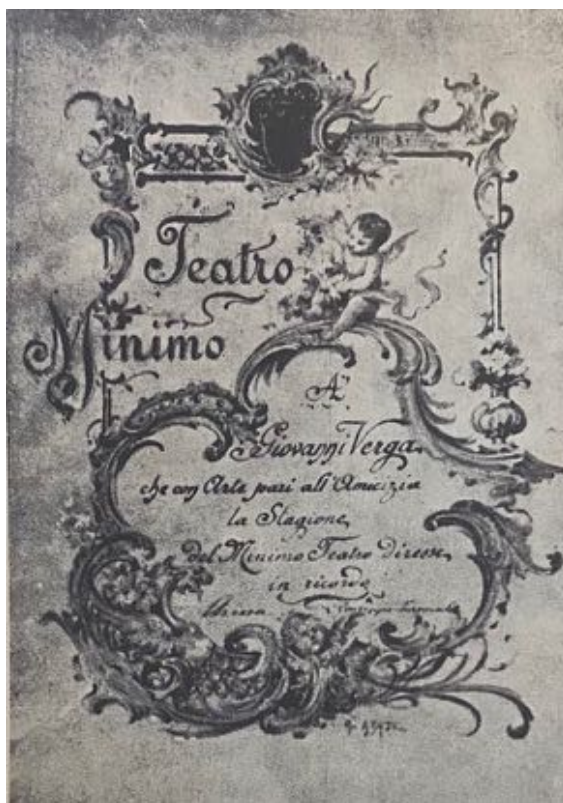 Teatro
Minimo
A
Giovanni Verga
che con Arte pari all'Amicizia
la Stagione
del Minimo Teatro Diresse
in ricordo